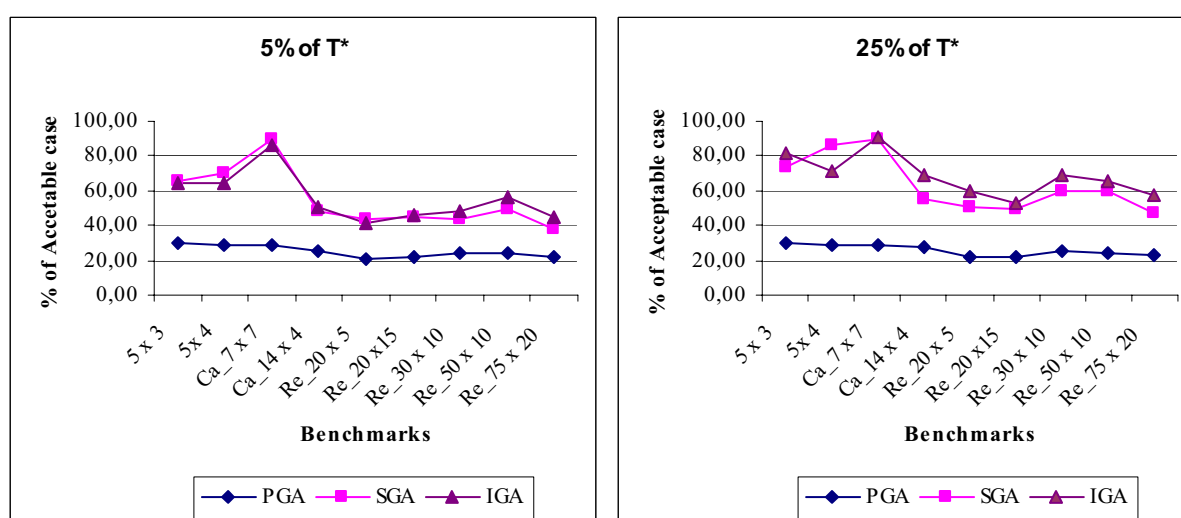 5% of T*
% of Accetable case
100,00
80,00
60,00
40,00
20,00
0,00
5 x 3
5x 4
Ca_7 x 7
Ca_14 x 4
Re_20 x 5
Re_20 x15
Re_30 x 10
Re_50 x 10
Re_75 x 20
Benchmarks
PGA SGA IGA
25% of T*
% of Acceptable case
100,00
80,00
60,00
40,00
20,00
0,00
5 x 3
5x 4
Ca_7 x 7
Ca_14 x 4
Re_20 x 5
Re_20 x15
Re_30 x 10
Re_50 x 10
Re_75 x 20
Benchmarks
PGA SGA IGA